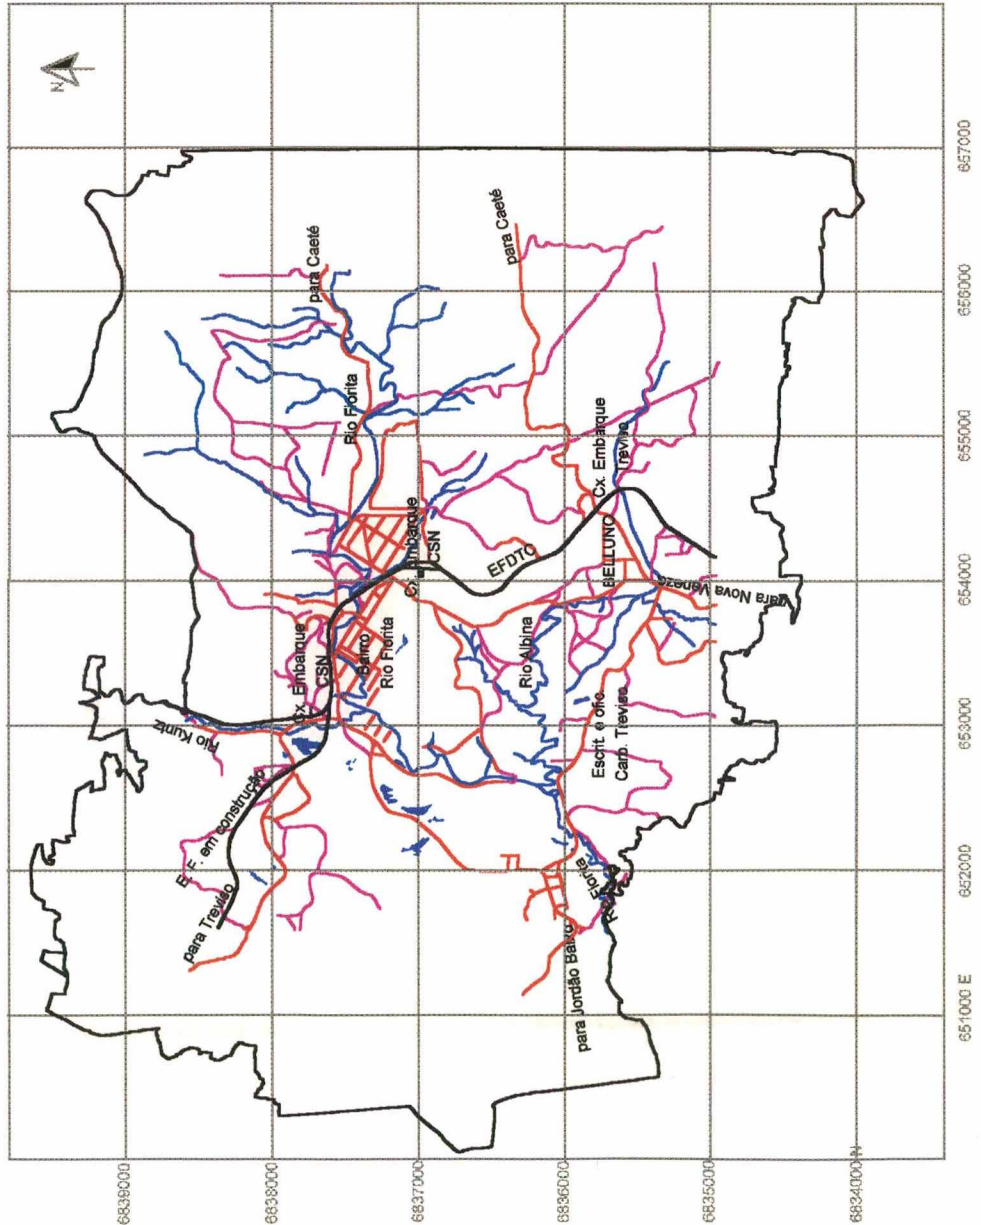 N
para Caeté
para Caeté
Rio Fiorita
Cx. Embarque
Treviso
Cx. Embarque
CSN
EFDTC
BELLUNO
para Nova Veneza
Cx. Embarque
CSN
Bairro
Rio Fiorita
Rio Albina
Rio Kuntz
Escrit. e ofic.
Carb. Treviso
E. F. em construção
para Treviso
Rio Fiorita
para Jordão Baixo
6839000
6838000
6837000
6836000
6835000
6834000 N
651000 E
652000
653000
654000
655000
656000
657000